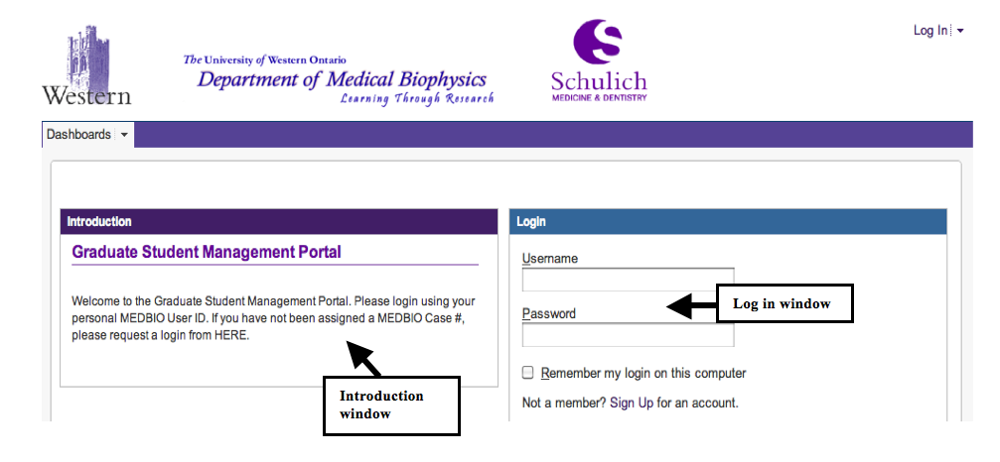 Log In
The University of Western Ontario
Department of Medical Biophysics
Learning Through Research
Western
Schulich
MEDICINE & DENTISTRY
Dashboards
Introduction
Graduate Student Management Portal
Welcome to the Graduate Student Management Portal. Please login using your
personal MEDBIO User ID. If you have not been assigned a MEDBIO Case #,
please request a login from HERE.
Introduction
window
Login
Username
Log in window
Password
Remember my login on this computer
Not a member? Sign Up for an account.